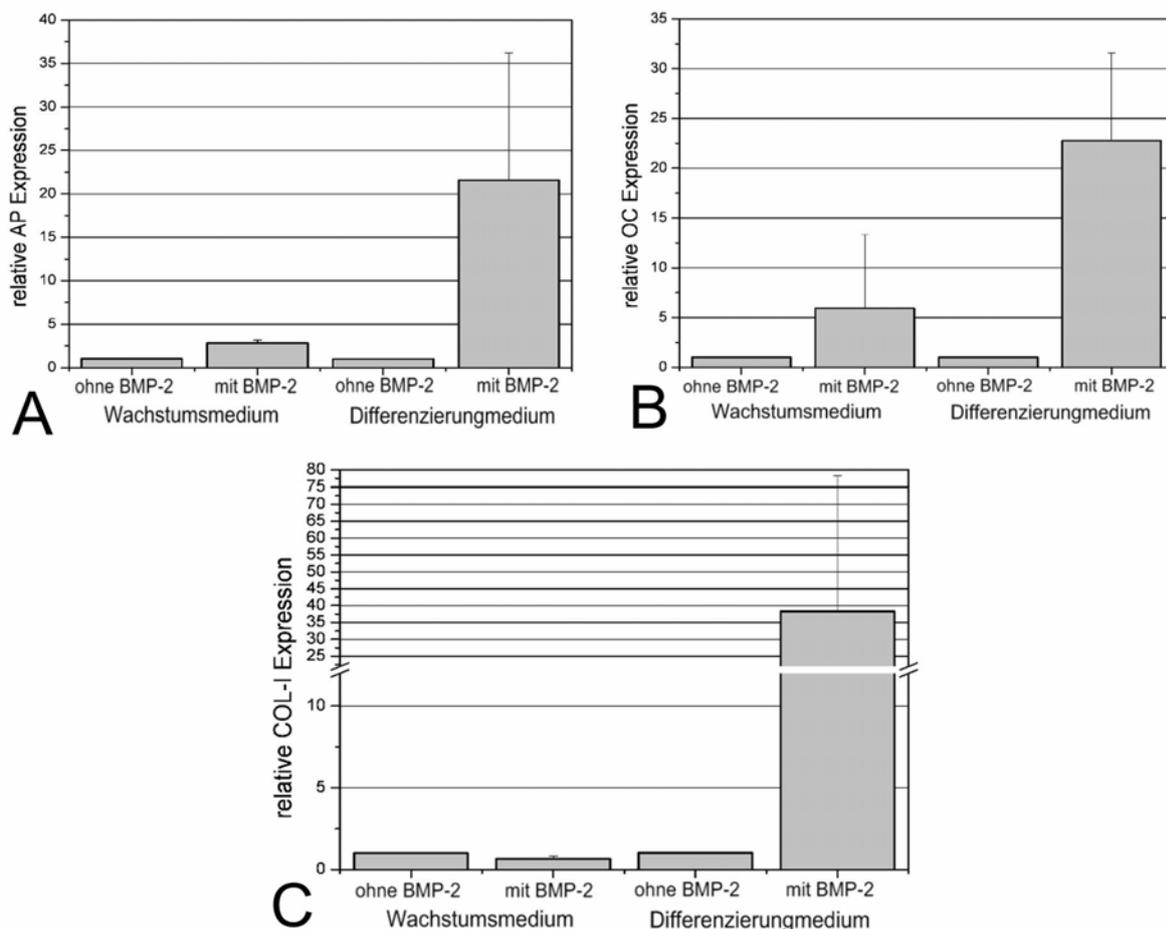 relative AP Expression
40
35
30
25
20
15
10
5
0
ohne BMP-2 mit BMP-2 ohne BMP-2 mit BMP-2
Wachstumsmedium Differenzierungmedium
A
relative OC Expression
35
30
25
20
15
10
5
0
ohne BMP-2 mit BMP-2 ohne BMP-2 mit BMP-2
Wachstumsmedium Differenzierungmedium
B
relative COL-I Expression
80
75
70
65
60
55
50
45
40
35
30
25
10
5
0
ohne BMP-2 mit BMP-2 ohne BMP-2 mit BMP-2
Wachstumsmedium Differenzierungmedium
C